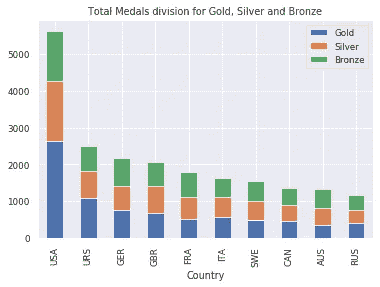 Total Medals division for Gold, Silver and Bronze
Gold
Silver
Bronze
5000
4000
3000
2000
1000
0
USA
URS
GER
GBR
FRA
ITA
SWE
CAN
AUS
RUS
Country